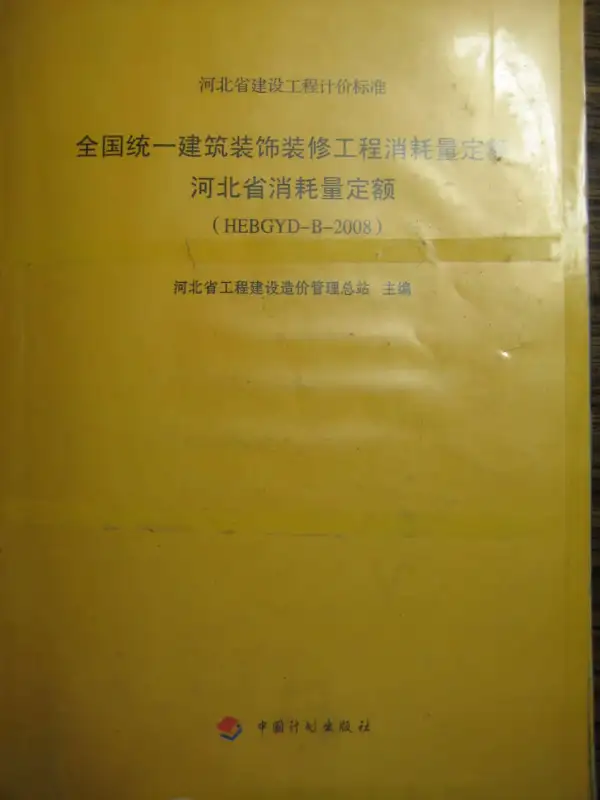 河北省建设工程计价标准
全国统一建筑装饰装修工程消耗量定额
河北省消耗量定额
(HEBGYD-B-2008)
河北省工程建设造价管理总站 主编
中国计划出版社